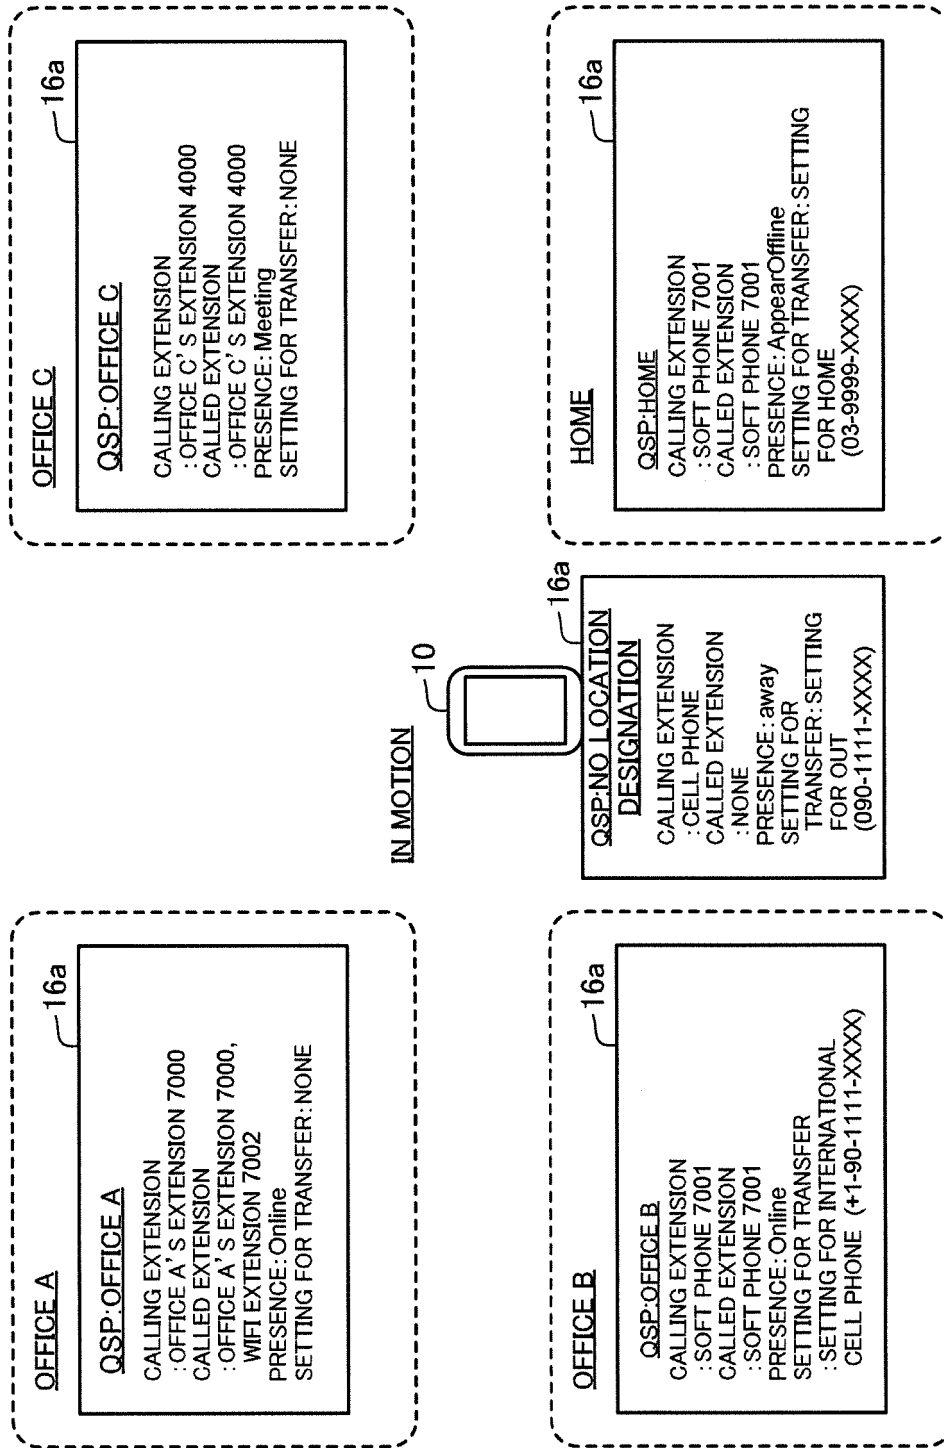 OFFICE A
16a
QSP:OFFICE A
CALLING EXTENSION
:OFFICE A'S EXTENSION 7000
CALLED EXTENSION
:OFFICE A'S EXTENSION 7000,
WIFI EXTENSION 7002
PRESENCE:Online
SETTING FOR TRANSFER:NONE
OFFICE C
16a
QSP:OFFICE C
CALLING EXTENSION
:OFFICE C'S EXTENSION 4000
CALLED EXTENSION
:OFFICE C'S EXTENSION 4000
PRESENCE:Meeting
SETTING FOR TRANSFER:NONE
IN MOTION
10
16a
QSP:NO LOCATION
DESIGNATION
CALLING EXTENSION
:CELL PHONE
CALLED EXTENSION
:NONE
PRESENCE:away
SETTING FOR
TRANSFER:SETTING
FOR OUT
(090-1111-XXXX)
OFFICE B
16a
QSP:OFFICE B
CALLING EXTENSION
:SOFT PHONE 7001
CALLED EXTENSION
:SOFT PHONE 7001
PRESENCE:Online
SETTING FOR TRANSFER
:SETTING FOR INTERNATIONAL
CELL PHONE (+1-90-1111-XXXX)
HOME
16a
QSP:HOME
CALLING EXTENSION
:SOFT PHONE 7001
CALLED EXTENSION
:SOFT PHONE 7001
PRESENCE:AppearOffline
SETTING FOR TRANSFER:SETTING
FOR HOME
(03-9999-XXXX)